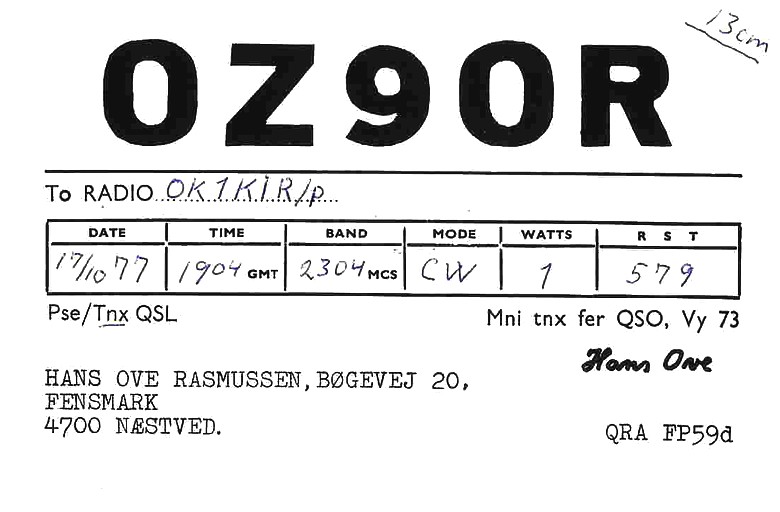 13cm
OZ9OR
To RADIO OK1KIR/p
DATE TIME BAND MODE WATTS R S T
17/10 77 1904 GMT 2304 MCS CW 1 579
Pse/Tnx QSL Mni tnx fer QSO, Vy 73
Hans Ove
HANS OVE RASMUSSEN, BØGEVEJ 20.
FENSMARK
4700 NÆSTVED.
QRA FP59d